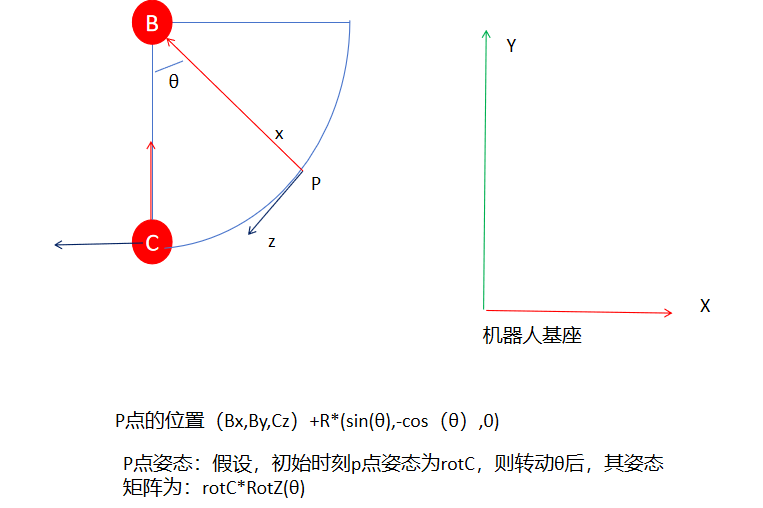 B
Y
θ
x
P
C
z
X
机器人基座
P点的位置（Bx,By,Cz）+R*(sin(θ),-cos（θ）,0)
P点姿态：假设，初始时刻p点姿态为rotC，则转动θ后，其姿态
矩阵为：rotC*RotZ(θ)